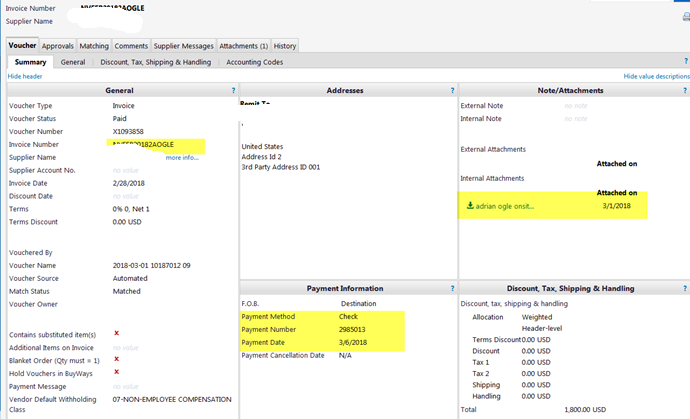 Invoice Number
Supplier Name
Voucher Approvals Matching Comments Supplier Messages Attachments (1) History
Summary General Discount, Tax, Shipping & Handling Accounting Codes ?
Hide header Hide value descriptions
General ?
Voucher Type Invoice
Voucher Status Paid
Voucher Number X1093858
Invoice Number
Supplier Name more info...
Supplier Account No. no value
Invoice Date 2/28/2018
Discount Date no value
Terms 0% 0, Net 1
Terms Discount 0.00 USD
Vouchered By
Voucher Name 2018-03-01 10187012 09
Voucher Source Automated
Match Status Matched
Voucher Owner
Contains substituted item(s) x
Additional Items on Invoice no value
Blanket Order (Qty must = 1) x
Hold Vouchers in BuyWays x
Payment Message no value
Vendor Default Withholding 07-NON-EMPLOYEE COMPENSATION
Class
Addresses ?
Remit To
United States
Address Id 2
3rd Party Address ID 001
Note/Attachments ?
External Note no note
Internal Note no note
External Attachments
Attached on
Internal Attachments
Attached on
adrian ogle onsit... 3/1/2018
Payment Information ?
F.O.B. Destination
Payment Method Check
Payment Number 2985013
Payment Date 3/6/2018
Payment Cancellation Date N/A
Discount, Tax, Shipping & Handling ?
Discount, tax, shipping & handling
Allocation Weighted
Header-level
Terms Discount 0.00 USD
Discount 0.00 USD
Tax 1 0.00 USD
Tax 2 0.00 USD
Shipping 0.00 USD
Handling 0.00 USD
Total 1,800.00 USD